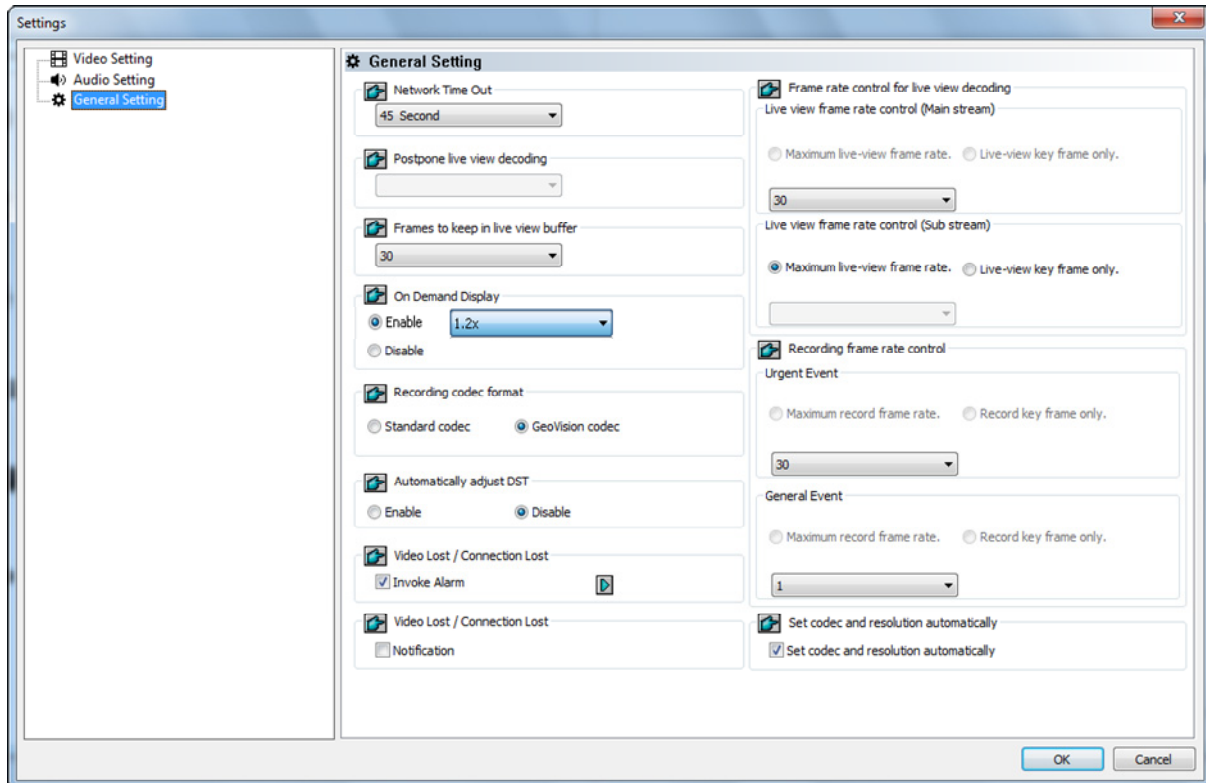 Settings
Video Setting
Audio Setting
General Setting
General Setting
Network Time Out
45 Second
Postpone live view decoding
Frames to keep in live view buffer
30
On Demand Display
Enable
1.2x
Disable
Recording codec format
Standard codec
GeoVision codec
Automatically adjust DST
Enable
Disable
Video Lost / Connection Lost
Invoke Alarm
Video Lost / Connection Lost
Notification
Frame rate control for live view decoding
Live view frame rate control (Main stream)
Maximum live-view frame rate.
Live-view key frame only.
30
Live view frame rate control (Sub stream)
Maximum live-view frame rate.
Live-view key frame only.
Recording frame rate control
Urgent Event
Maximum record frame rate.
Record key frame only.
30
General Event
Maximum record frame rate.
Record key frame only.
1
Set codec and resolution automatically
Set codec and resolution automatically
OK
Cancel